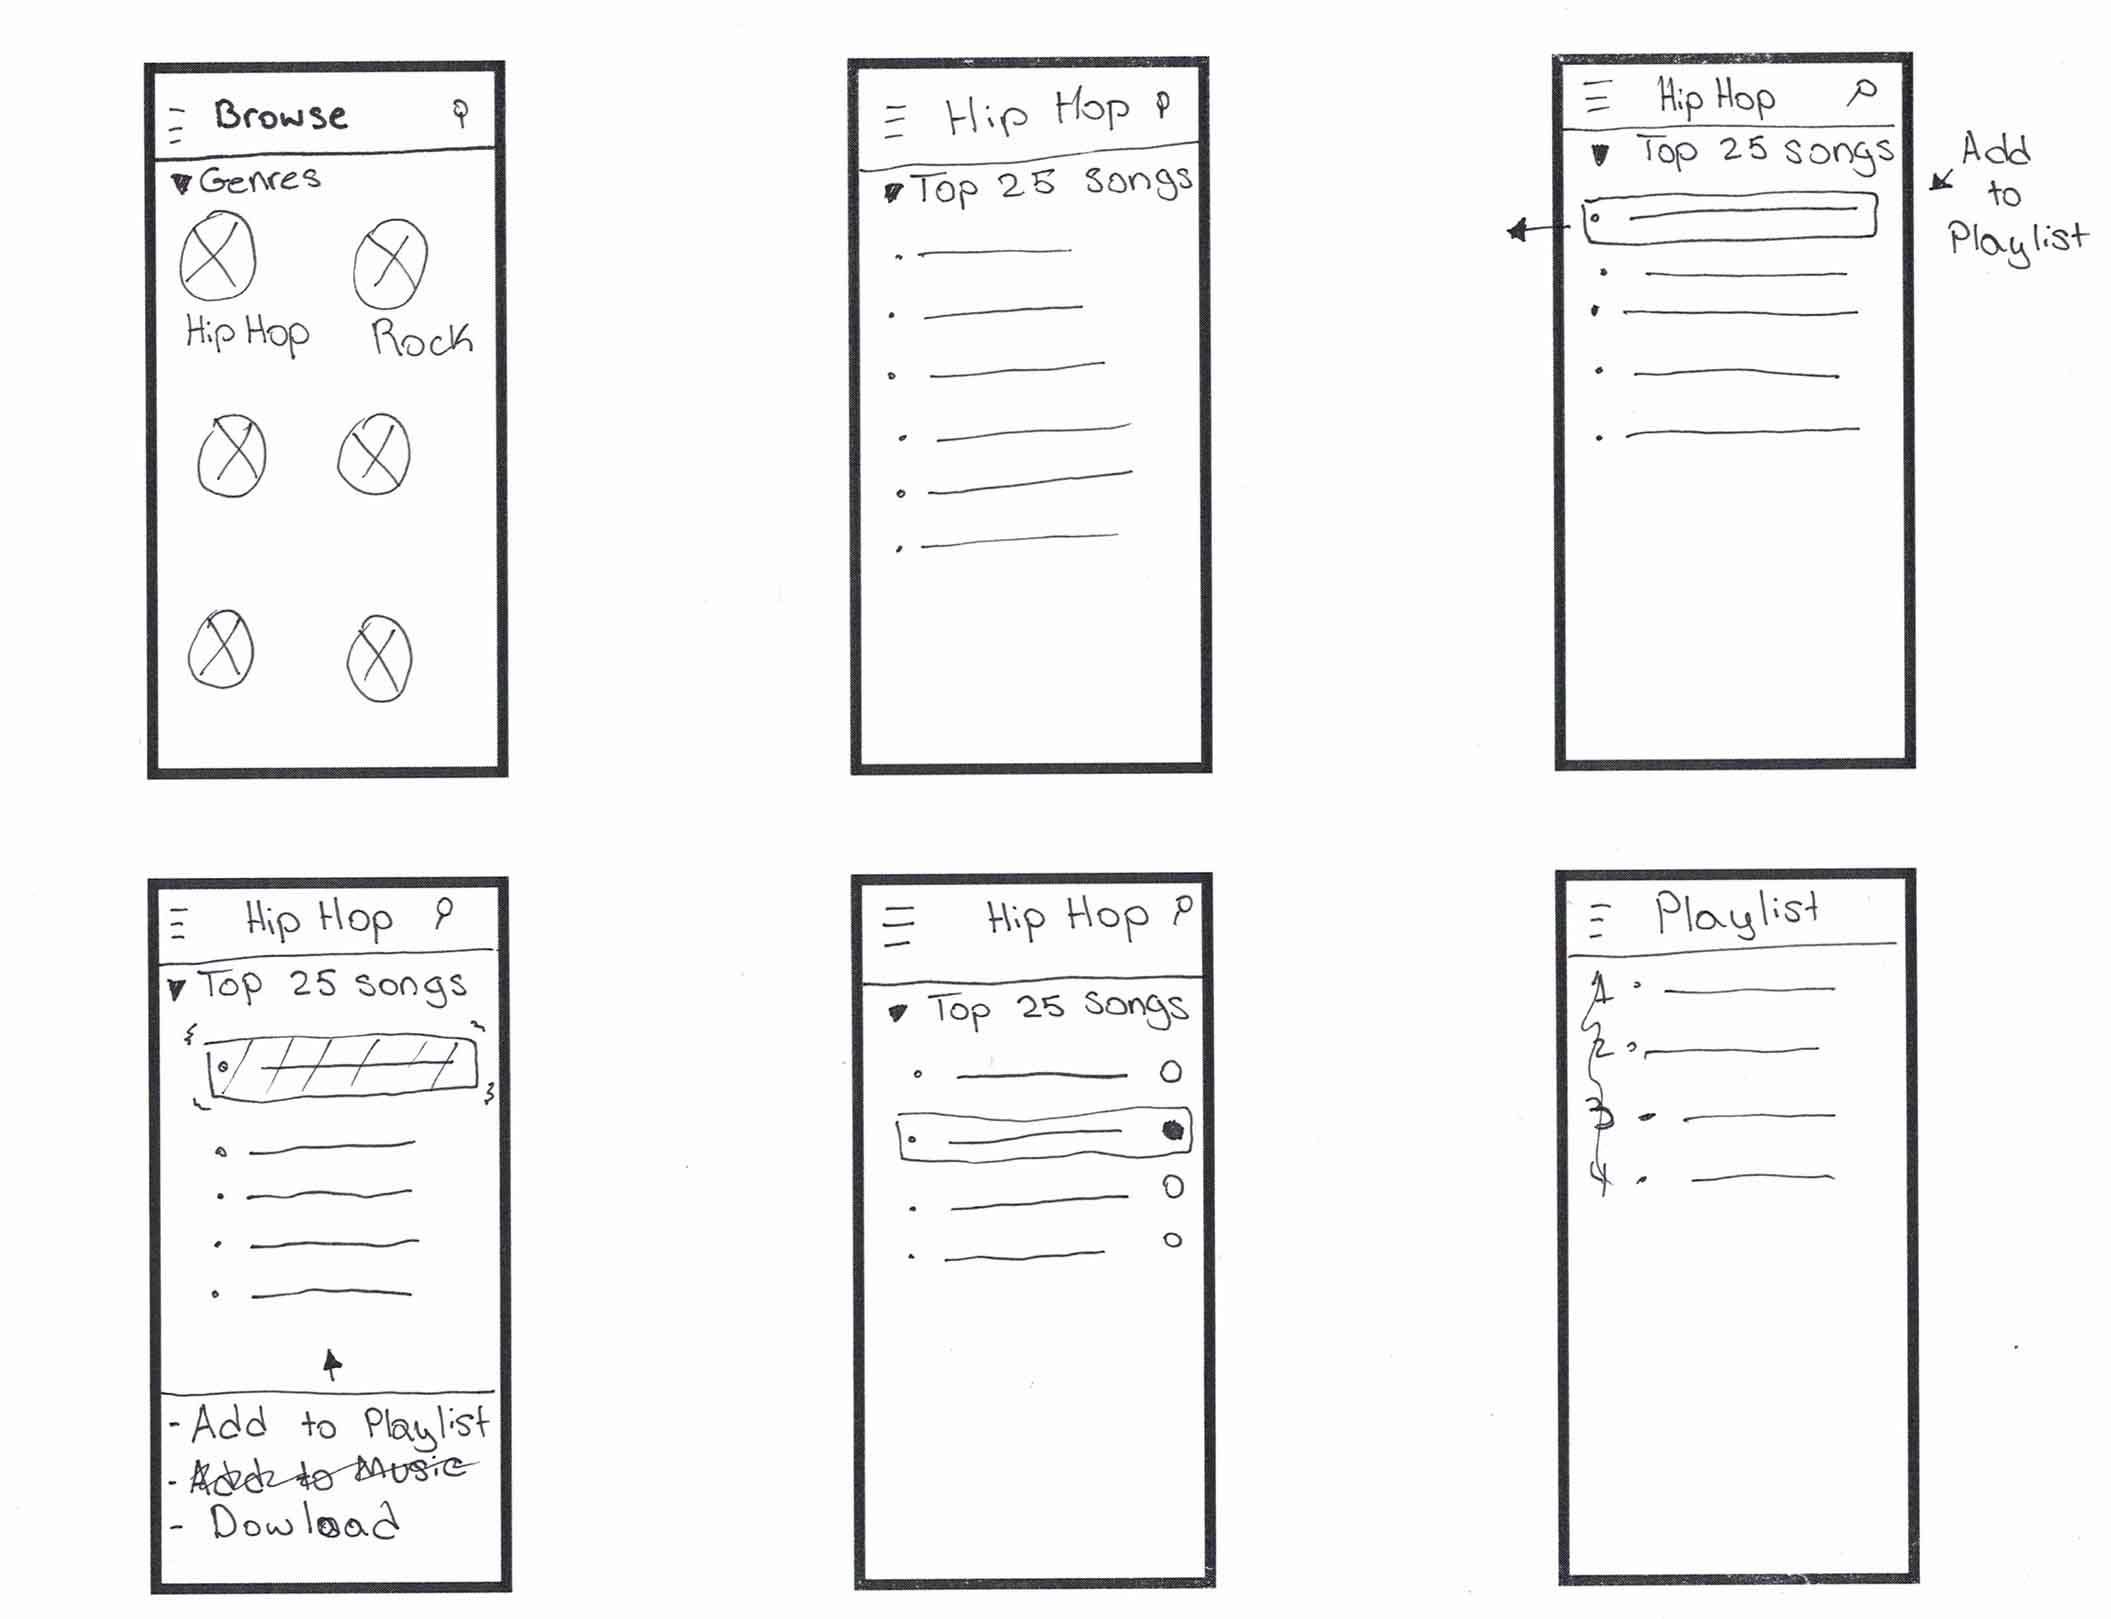 Browse
Genres
Hip Hop Rock
Hip Hop
Top 25 songs
Hip Hop
Top 25 songs
Add
to
Playlist
Hip Hop
Top 25 songs
- Add to Playlist
- Add to Music
- Dowload
Hip Hop
Top 25 songs
Playlist
1
2
3
4